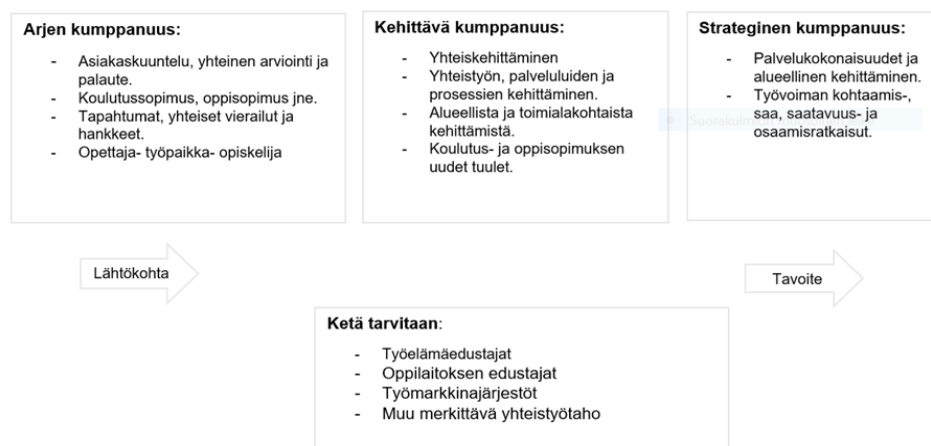 Arjen kumppanuus:
- Asiakaskuuntelu, yhteinen arviointi ja
palaute.
- Koulutussopimus, oppisopimus jne.
- Tapahtumat, yhteiset vierailut ja
hankkeet.
- Opettaja- työpaikka- opiskelija
Kehittävä kumppanuus:
- Yhteiskehittäminen
- Yhteistyön, palveluluiden ja
prosessien kehittäminen.
- Alueellista ja toimialakohtaista
kehittämistä.
- Koulutus- ja oppisopimuksen
uudet tuulet.
Strateginen kumppanuus:
- Palvelukokonaisuudet ja
alueellinen kehittäminen.
- Työvoiman kohtaamis-,
saa, saatavuus- ja
osaamisratkaisut.
Lähtökohta
Tavoite
Ketä tarvitaan:
- Työelämäedustajat
- Oppilaitoksen edustajat
- Työmarkkinajärjestöt
- Muu merkittävä yhteistyötaho